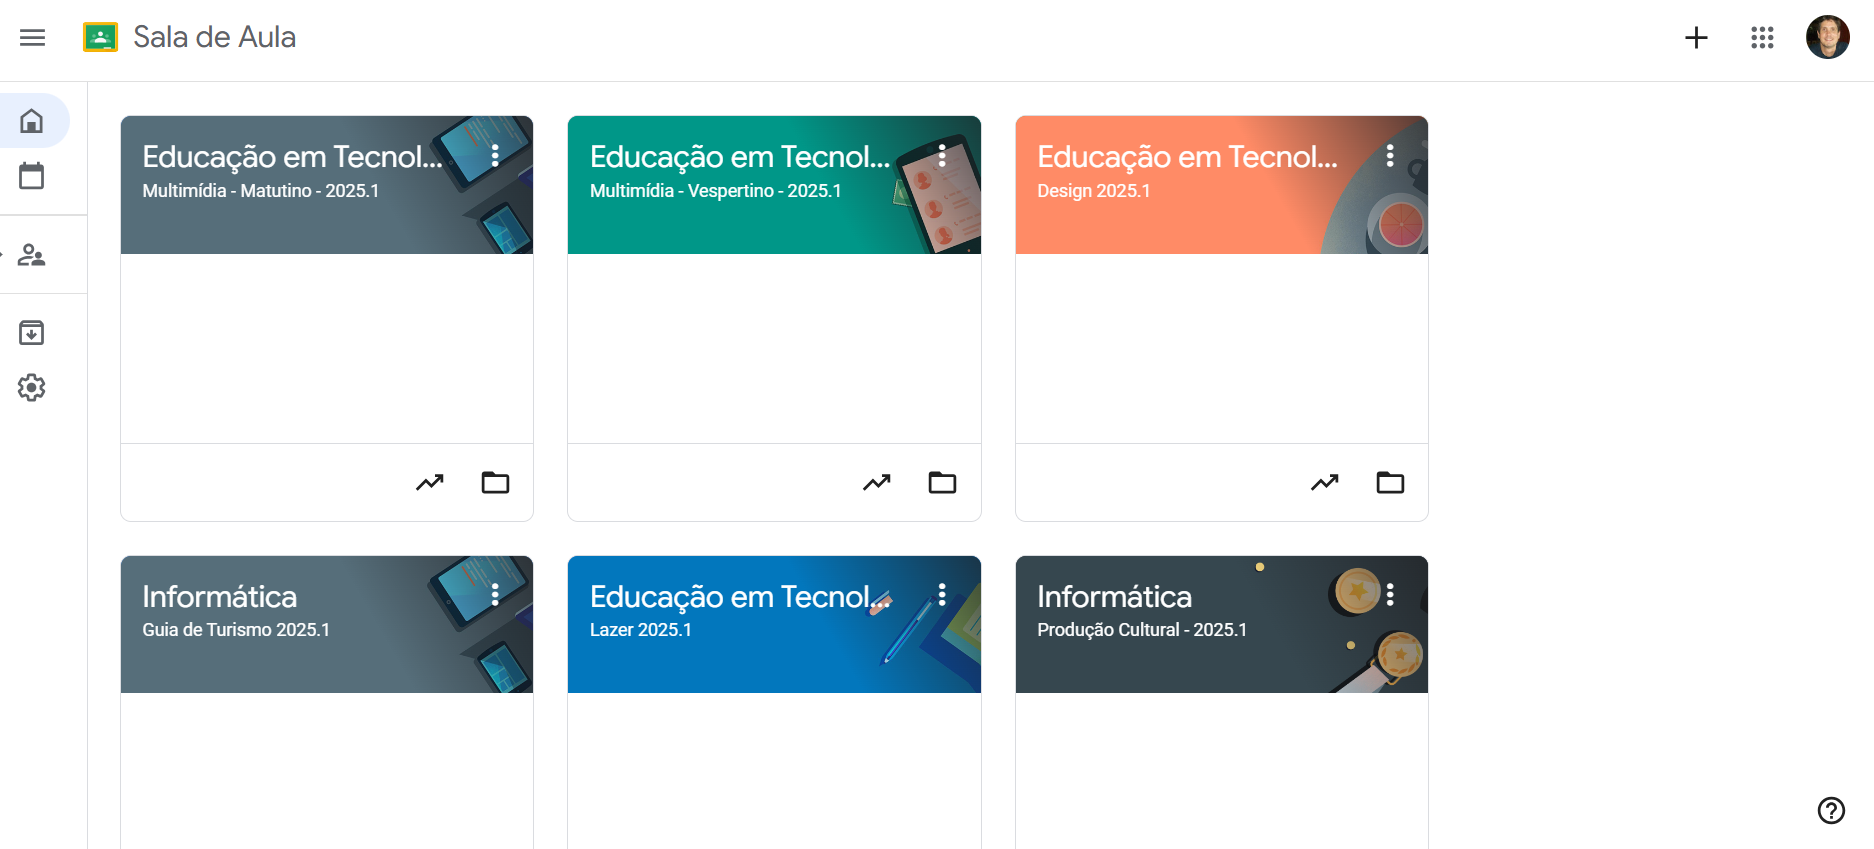 Sala de Aula
Educação em Tecnol...
Multimídia - Matutino - 2025.1
Educação em Tecnol...
Multimídia - Vespertino - 2025.1
Educação em Tecnol...
Design 2025.1
Informática
Guia de Turismo 2025.1
Educação em Tecnol...
Lazer 2025.1
Informática
Produção Cultural - 2025.1